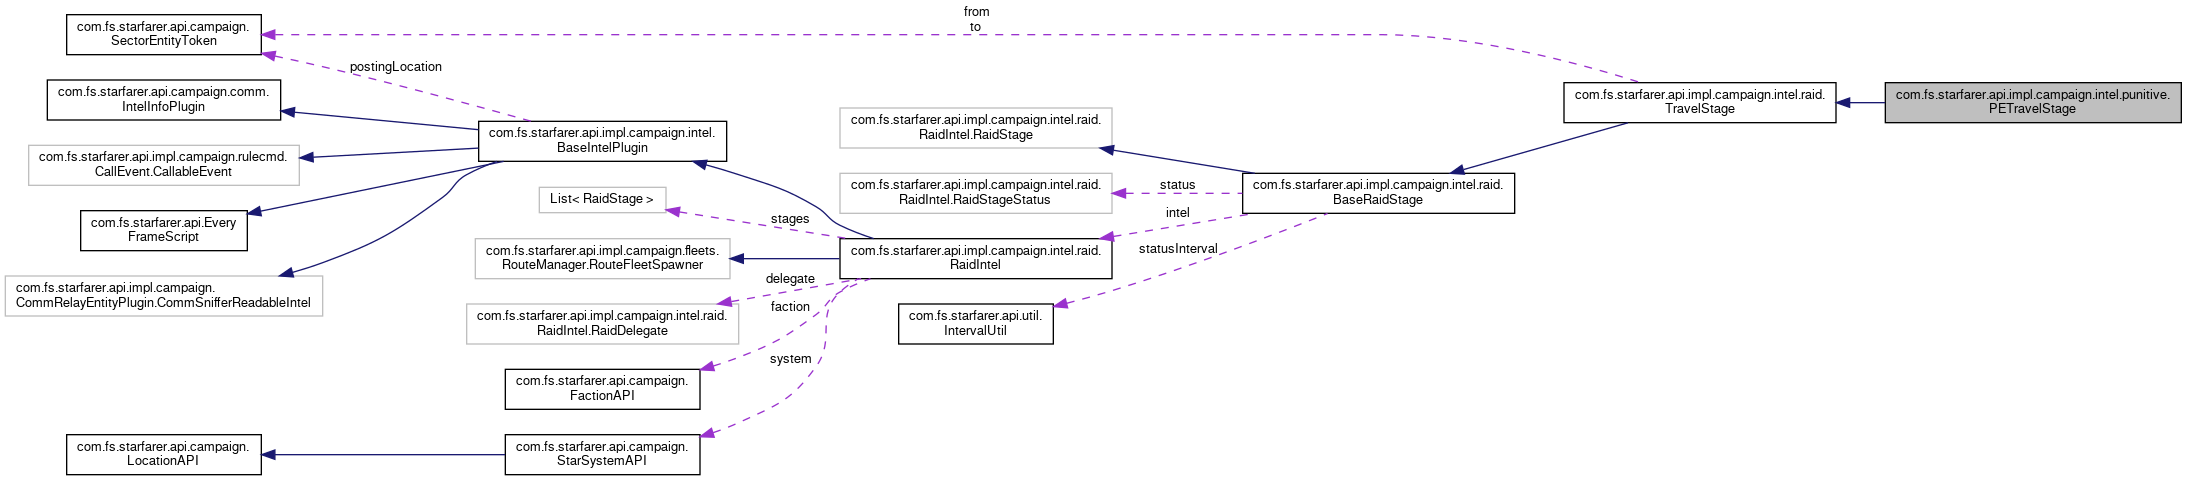 from
to
com.fs.starfarer.api.campaign.
SectorEntityToken
postingLocation
com.fs.starfarer.api.campaign.comm.
IntelInfoPlugin
com.fs.starfarer.api.impl.campaign.intel.raid.
TravelStage
com.fs.starfarer.api.impl.campaign.intel.punitive.
PETravelStage
com.fs.starfarer.api.impl.campaign.intel.
BaseIntelPlugin
com.fs.starfarer.api.impl.campaign.intel.raid.
RaidIntel.RaidStage
com.fs.starfarer.api.impl.campaign.rulecmd.
CallEvent.CallableEvent
com.fs.starfarer.api.impl.campaign.intel.raid.
RaidIntel.RaidStageStatus
status
com.fs.starfarer.api.impl.campaign.intel.raid.
BaseRaidStage
List< RaidStage >
stages
intel
com.fs.starfarer.api.Every
FrameScript
com.fs.starfarer.api.impl.campaign.fleets.
RouteManager.RouteFleetSpawner
com.fs.starfarer.api.impl.campaign.intel.raid.
RaidIntel
statusInterval
com.fs.starfarer.api.impl.campaign.
CommRelayEntityPlugin.CommSnifferReadableIntel
delegate
faction
com.fs.starfarer.api.impl.campaign.intel.raid.
RaidIntel.RaidDelegate
com.fs.starfarer.api.util.
IntervalUtil
system
com.fs.starfarer.api.campaign.
FactionAPI
com.fs.starfarer.api.campaign.
LocationAPI
com.fs.starfarer.api.campaign.
StarSystemAPI